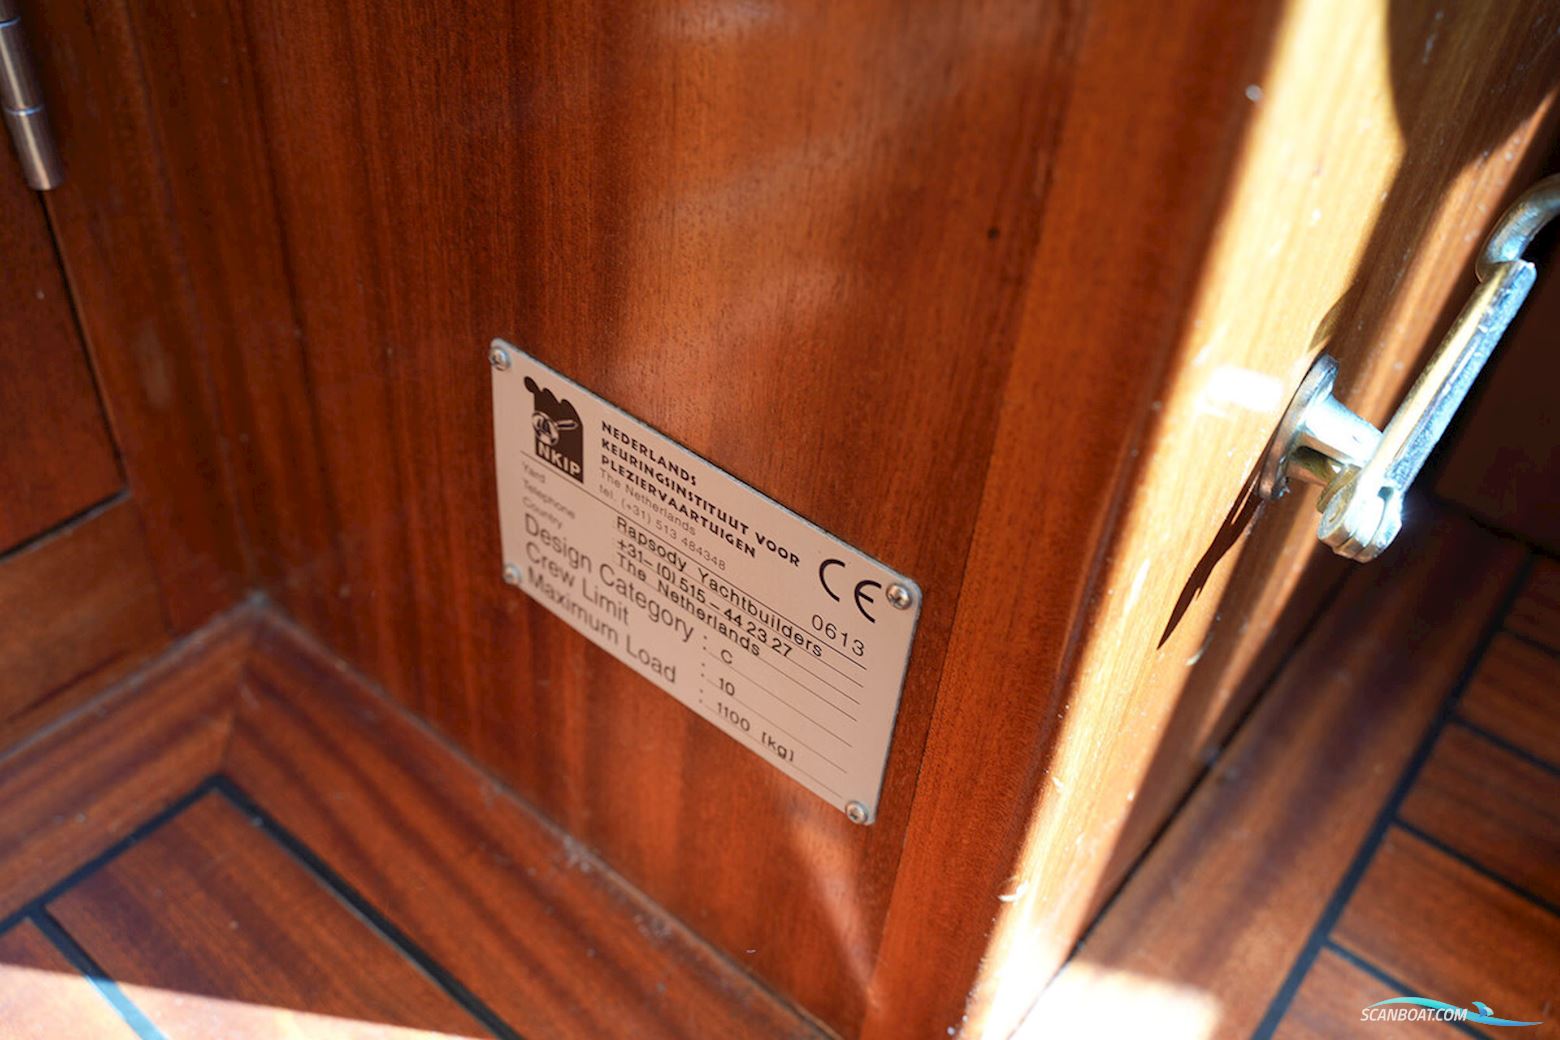 NKIP
NEDERLANDS
KEURINGSINSTITUUT VOOR
PLEZIERVAARTUIGEN
The Netherlands
tel. (+31) 513 484348
CE
0613
Yard : Rapsody Yachtbuilders
Telephone : +31-(0)515-44 23 27
Country : The Netherlands
Design Category : C
Crew Limit : 10
Maximum Load : 1100 [kg]
SCANBOAT.COM